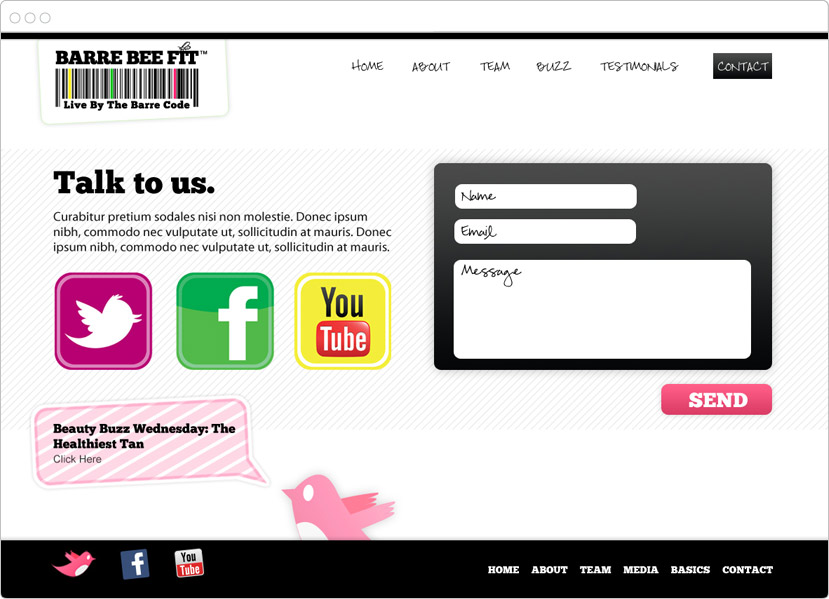 BARRE BEE FIT™
Live By The Barre Code
HOME ABOUT TEAM BUZZ TESTIMONIALS CONTACT
Talk to us.
Curabitur pretium sodales nisi non molestie. Donec ipsum
nibh, commodo nec vulputate ut, sollicitudin at mauris. Donec
ipsum nibh, commodo nec vulputate ut, sollicitudin at mauris.
f
You
Tube
Name
Email
Message
SEND
Beauty Buzz Wednesday: The
Healthiest Tan
Click Here
f
You
Tube
HOME ABOUT TEAM MEDIA BASICS CONTACT